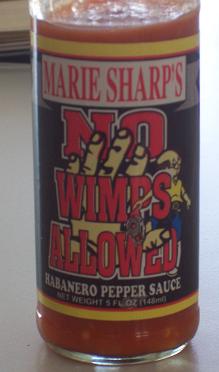 MARIE SHARP'S
NO
WIMPS
ALLOWED
HABANERO PEPPER SAUCE
NET WEIGHT 5 FL OZ (148ml)